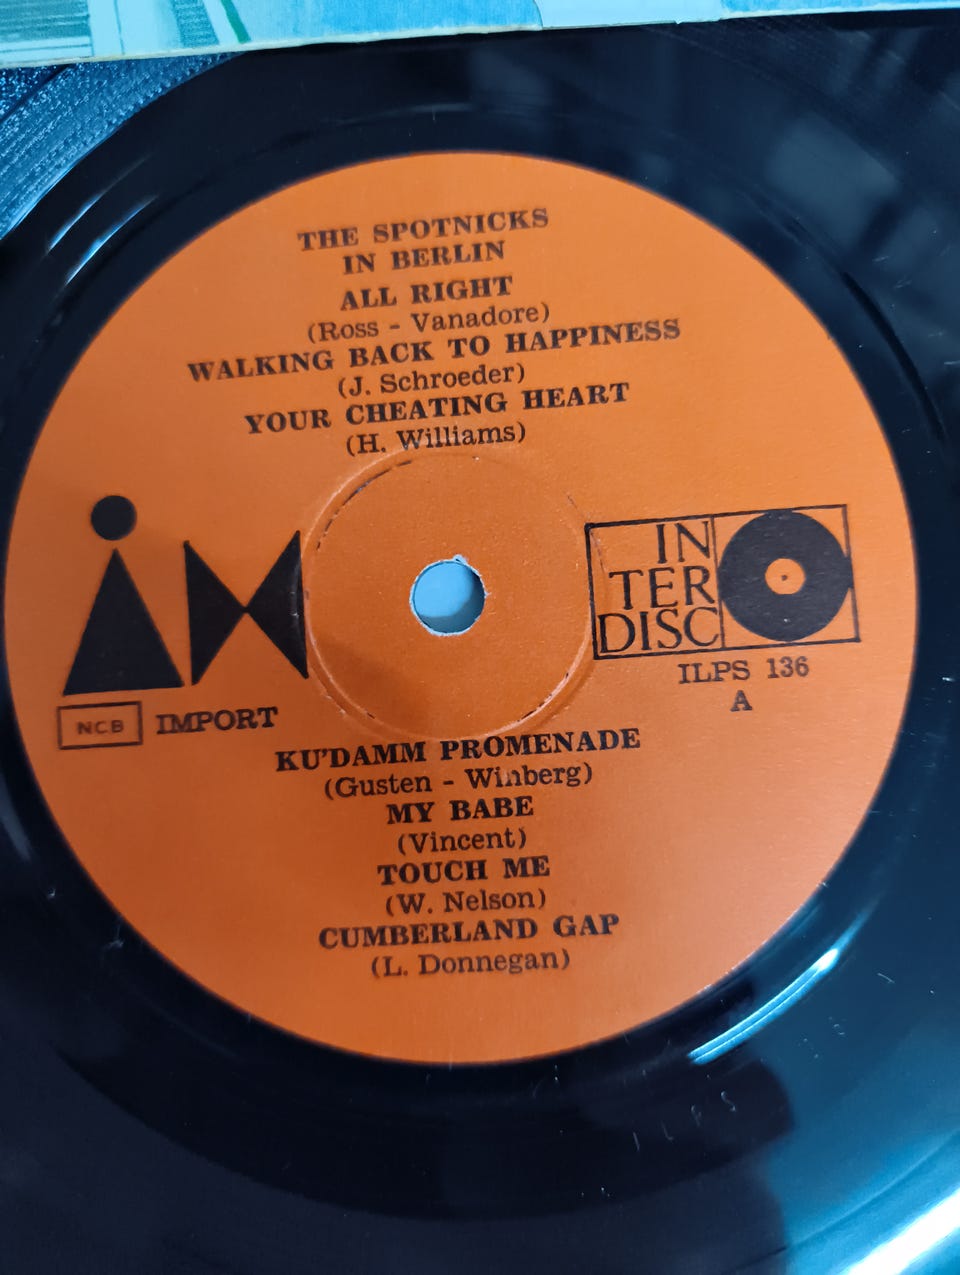 THE SPOTNICKS
IN BERLIN
ALL RIGHT
(Ross - Vanadore)
WALKING BACK TO HAPPINESS
(J. Schroeder)
YOUR CHEATING HEART
(H. Williams)
IN
TER
DISC
ILPS 136
A
NCB IMPORT
KU'DAMM PROMENADE
(Gusten - Winberg)
MY BABE
(Vincent)
TOUCH ME
(W. Nelson)
CUMBERLAND GAP
(L. Donnegan)
ILPS